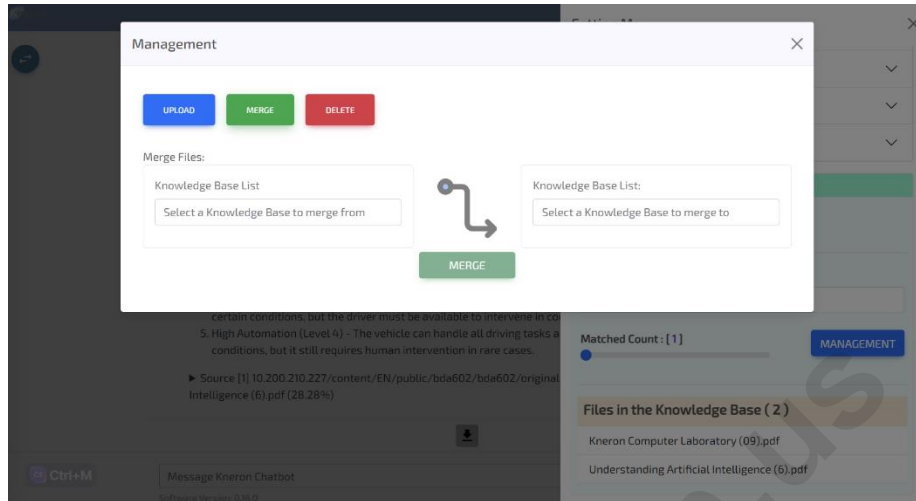 Management
UPLOAD
MERGE
DELETE
Merge Files:
Knowledge Base List
Select a Knowledge Base to merge from
Knowledge Base List:
Select a Knowledge Base to merge to
MERGE
certain conditions, but the driver must be available to intervene in
5. High Automation (Level 4) - The vehicle can handle all driving tasks
conditions, but it still requires human intervention in rare cases.
▶ Source [1] 10.200.210.227/content/EN/public/bda602/bda602/original
Intelligence (6).pdf (28.28%)
Ctrl+M
Message Kneron Chatbot
Matched Count : [ 1 ]
MANAGEMENT
Files in the Knowledge Base ( 2 )
Kneron Computer Laboratory (09).pdf
Understanding Artificial Intelligence (6).pdf